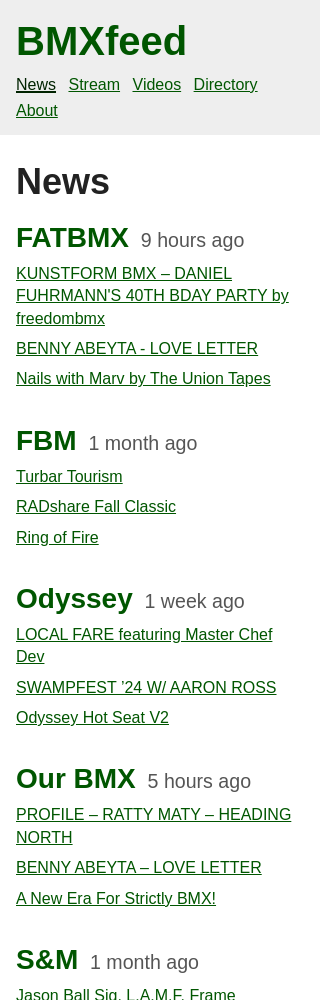 BMXfeed
News Stream Videos Directory
About
News
FATBMX 9 hours ago
KUNSTFORM BMX – DANIEL
FUHRMANN'S 40TH BDAY PARTY by
freedombmx
BENNY ABEYTA - LOVE LETTER
Nails with Marv by The Union Tapes
FBM 1 month ago
Turbar Tourism
RADshare Fall Classic
Ring of Fire
Odyssey 1 week ago
LOCAL FARE featuring Master Chef
Dev
SWAMPFEST ’24 W/ AARON ROSS
Odyssey Hot Seat V2
Our BMX 5 hours ago
PROFILE – RATTY MATY – HEADING
NORTH
BENNY ABEYTA – LOVE LETTER
A New Era For Strictly BMX!
S&M 1 month ago
Jason Ball Sig. L.A.M.F. Frame